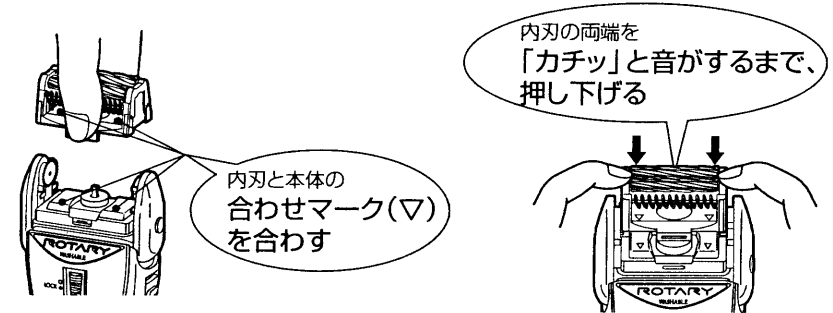 内刃と本体の
合わせマーク(▽)
を合わす
ROTARY
WASHABLE
LOCK
内刃の両端を
「カチッ」と音がするまで、
押し下げる
ROTARY
WASHABLE